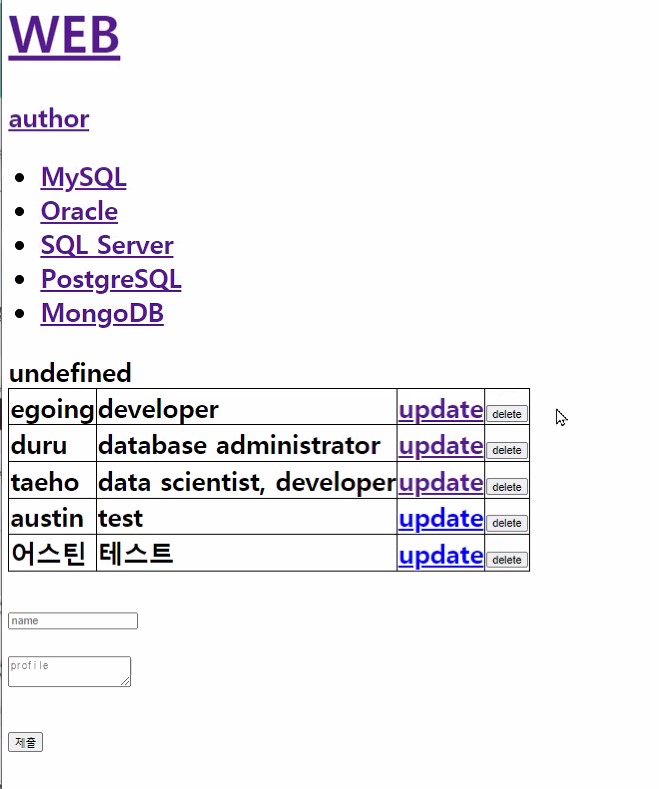 WEB
author
MySQL
Oracle
SQL Server
PostgreSQL
MongoDB
undefined
egoing developer update delete
duru database administrator update delete
taeho data scientist, developer update delete
austin test update delete
어스틴 테스트 update delete
name
profile
제출